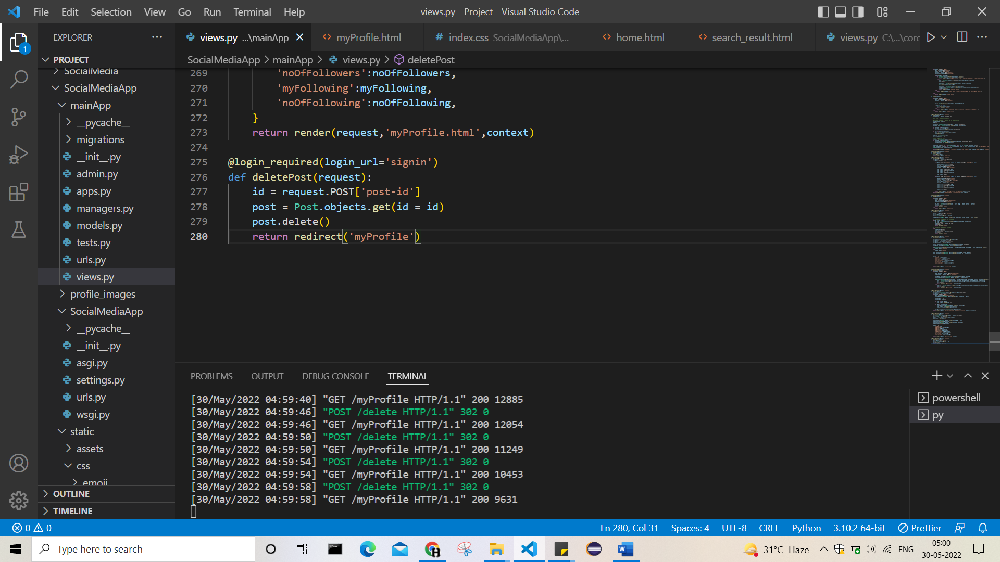 File Edit Selection View Go Run Terminal Help
views.py - Project - Visual Studio Code
EXPLORER
views.py ...\mainApp
myProfile.html
index.css SocialMediaApp\...
home.html
search_result.html
views.py C:\...\core
PROJECT
SocialMedia
SocialMediaApp
mainApp
__pycache__
migrations
__init__.py
admin.py
apps.py
managers.py
models.py
tests.py
urls.py
views.py
profile_images
SocialMediaApp
__pycache__
__init__.py
asgi.py
settings.py
urls.py
wsgi.py
static
assets
css
emoji
OUTLINE
TIMELINE
SocialMediaApp > mainApp > views.py > deletePost
269 'noOfFollowers':noOfFollowers,
270 'myFollowing':myFollowing,
271 'noOfFollowing':noOfFollowing,
272 }
273 return render(request,'myProfile.html',context)
274
275 @login_required(login_url='signin')
276 def deletePost(request):
277 id = request.POST['post-id']
278 post = Post.objects.get(id = id)
279 post.delete()
280 return redirect('myProfile')
PROBLEMS OUTPUT DEBUG CONSOLE TERMINAL
[30/May/2022 04:59:40] "GET /myProfile HTTP/1.1" 200 12885
[30/May/2022 04:59:46] "POST /delete HTTP/1.1" 302 0
[30/May/2022 04:59:46] "GET /myProfile HTTP/1.1" 200 12054
[30/May/2022 04:59:50] "POST /delete HTTP/1.1" 302 0
[30/May/2022 04:59:50] "GET /myProfile HTTP/1.1" 200 11249
[30/May/2022 04:59:54] "POST /delete HTTP/1.1" 302 0
[30/May/2022 04:59:54] "GET /myProfile HTTP/1.1" 200 10453
[30/May/2022 04:59:58] "POST /delete HTTP/1.1" 302 0
[30/May/2022 04:59:58] "GET /myProfile HTTP/1.1" 200 9631
powershell
py
0 0
Ln 280, Col 31 Spaces: 4 UTF-8 CRLF Python 3.10.2 64-bit Prettier
Type here to search
31°C Haze
ENG
05:00
30-05-2022